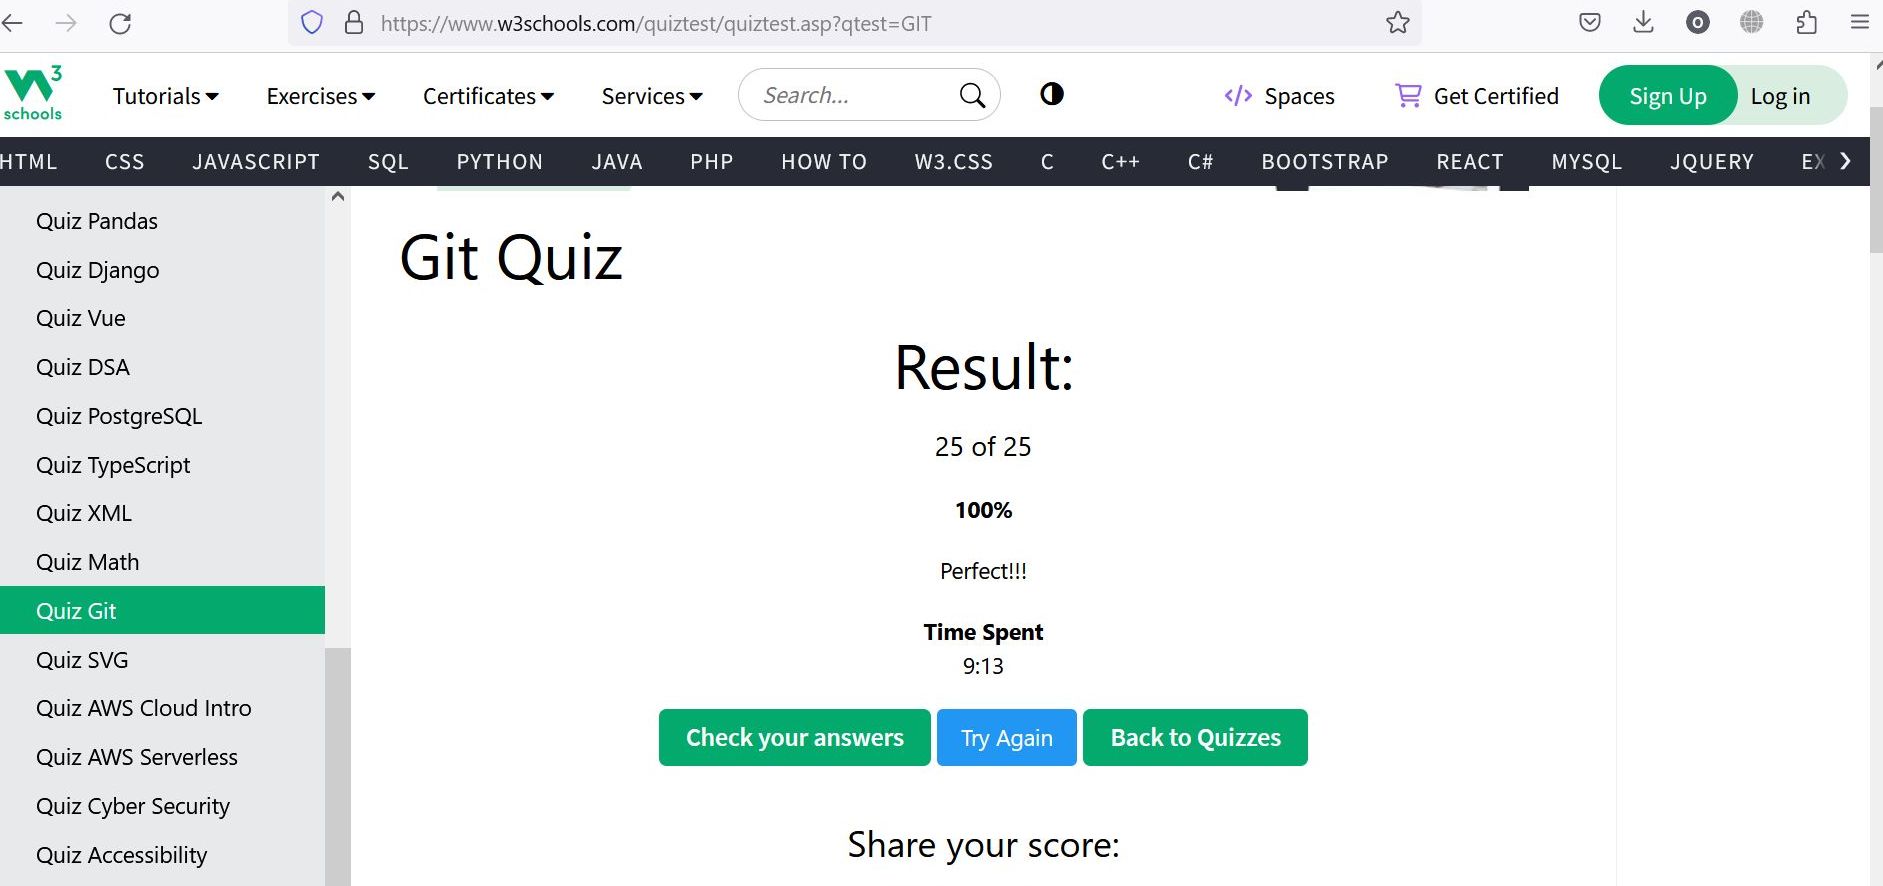 https://www.w3schools.com/quiztest/quiztest.asp?qtest=GIT
W3 schools
Tutorials Exercises Certificates Services Search... Spaces Get Certified Sign Up Log in
HTML CSS JAVASCRIPT SQL PYTHON JAVA PHP HOW TO W3.CSS C C++ C# BOOTSTRAP REACT MYSQL JQUERY EX
Quiz Pandas
Quiz Django
Quiz Vue
Quiz DSA
Quiz PostgreSQL
Quiz TypeScript
Quiz XML
Quiz Math
Quiz Git
Quiz SVG
Quiz AWS Cloud Intro
Quiz AWS Serverless
Quiz Cyber Security
Quiz Accessibility
Git Quiz
Result:
25 of 25
100%
Perfect!!!
Time Spent
9:13
Check your answers Try Again Back to Quizzes
Share your score: